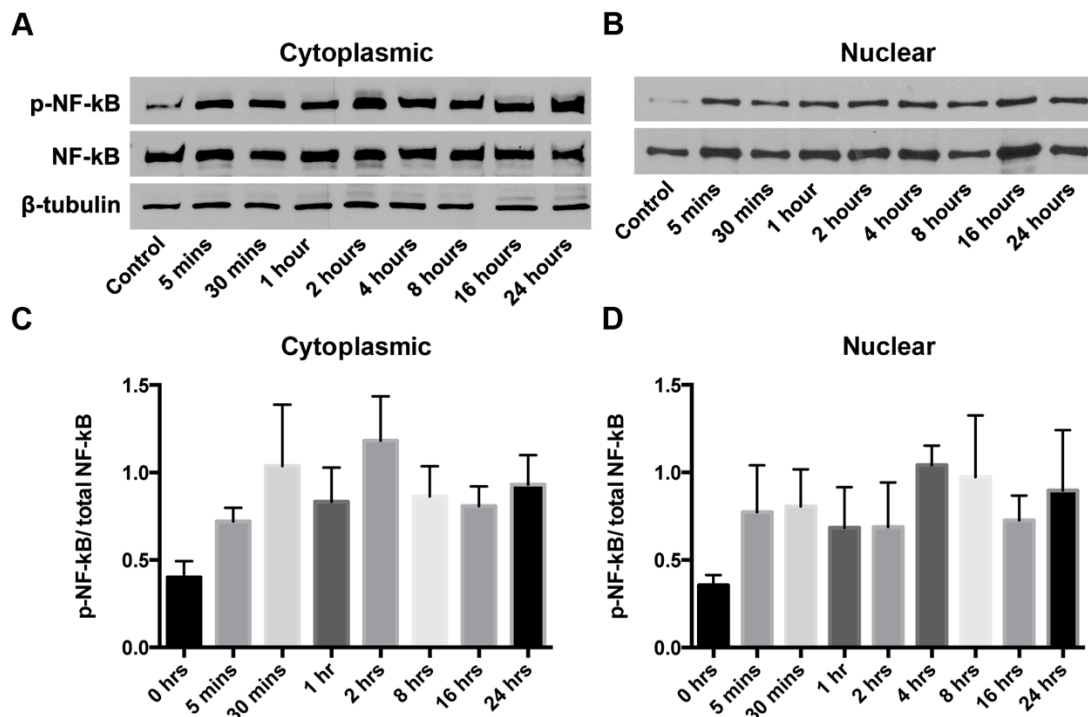 A
Cytoplasmic
p-NF-kB
NF-kB
β-tubulin
Control
5 mins
30 mins
1 hour
2 hours
4 hours
8 hours
16 hours
24 hours
B
Nuclear
Control
5 mins
30 mins
1 hour
2 hours
4 hours
8 hours
16 hours
24 hours
C
Cytoplasmic
p-NF-kB/ total NF-kB
1.5
1.0
0.5
0.0
0 hrs
5 mins
30 mins
1 hr
2 hrs
8 hrs
16 hrs
24 hrs
D
Nuclear
p-NF-kB/ total NF-kB
1.5
1.0
0.5
0.0
0 hrs
5 mins
30 mins
1 hr
2 hrs
4 hrs
8 hrs
16 hrs
24 hrs